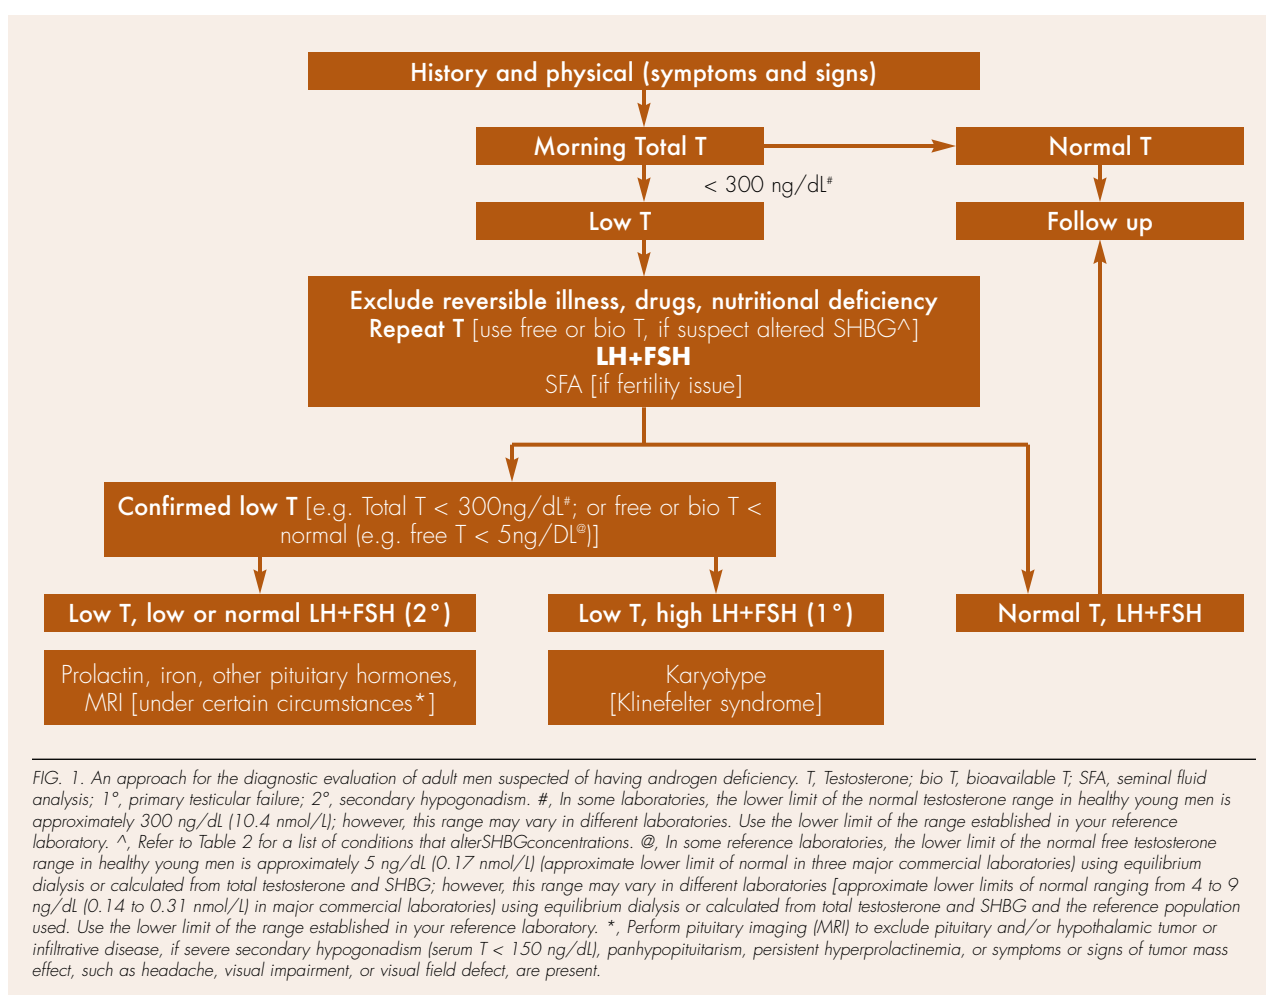 History and physical (symptoms and signs)
Morning Total T
Normal T
< 300 ng/dL#
Low T
Follow up
Exclude reversible illness, drugs, nutritional deficiency
Repeat T [use free or bio T, if suspect altered SHBG^]
LH+FSH
SFA [if fertility issue]
Confirmed low T [e.g. Total T < 300ng/dL#; or free or bio T <
normal (e.g. free T < 5ng/DL@)]
Low T, low or normal LH+FSH (2°)
Low T, high LH+FSH (1°)
Normal T, LH+FSH
Prolactin, iron, other pituitary hormones,
MRI [under certain circumstances*]
Karyotype
[Klinefelter syndrome]
FIG. 1. An approach for the diagnostic evaluation of adult men suspected of having androgen deficiency. T, Testosterone; bio T, bioavailable T; SFA, seminal fluid
analysis; 1°, primary testicular failure; 2°, secondary hypogonadism. #, In some laboratories, the lower limit of the normal testosterone range in healthy young men is
approximately 300 ng/dL (10.4 nmol/L); however, this range may vary in different laboratories. Use the lower limit of the range established in your reference
laboratory. ^, Refer to Table 2 for a list of conditions that alterSHBGconcentrations. @, In some reference laboratories, the lower limit of the normal free testosterone
range in healthy young men is approximately 5 ng/dL (0.17 nmol/L) (approximate lower limit of normal in three major commercial laboratories) using equilibrium
dialysis or calculated from total testosterone and SHBG; however, this range may vary in different laboratories [approximate lower limits of normal ranging from 4 to 9
ng/dL (0.14 to 0.31 nmol/L) in major commercial laboratories) using equilibrium dialysis or calculated from total testosterone and SHBG and the reference population
used. Use the lower limit of the range established in your reference laboratory. *, Perform pituitary imaging (MRI) to exclude pituitary and/or hypothalamic tumor or
infiltrative disease, if severe secondary hypogonadism (serum T < 150 ng/dL), panhypopituitarism, persistent hyperprolactinemia, or symptoms or signs of tumor mass
effect, such as headache, visual impairment, or visual field defect, are present.